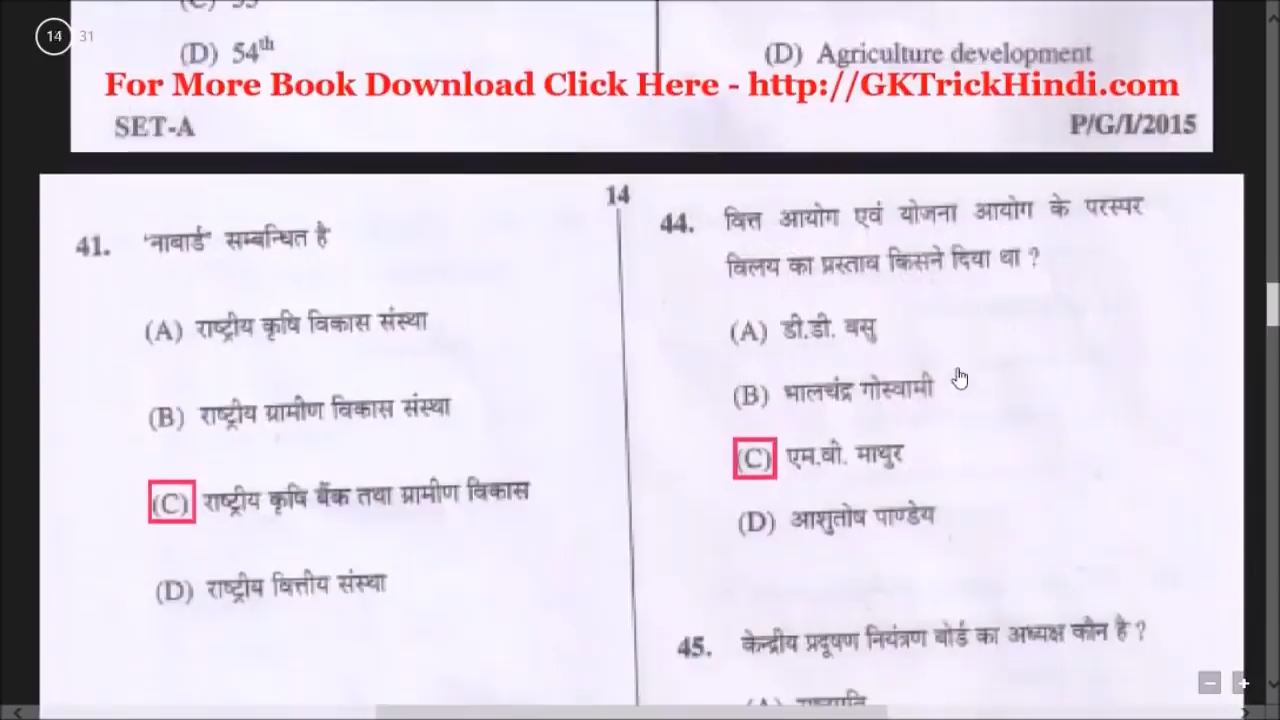 14 31
(D) 54th
(D) Agriculture development
For More Book Download Click Here - http://GKTrickHindi.com
SET-A
P/G/I/2015
14
41. 'नाबार्ड' सम्बन्धित है
(A) राष्ट्रीय कृषि विकास संस्था
(B) राष्ट्रीय ग्रामीण विकास संस्था
(C) राष्ट्रीय कृषि बैंक तथा ग्रामीण विकास
(D) राष्ट्रीय वित्तीय संस्था
44. वित्त आयोग एवं योजना आयोग के परस्पर
विलय का प्रस्ताव किसने दिया था ?
(A) डी.डी. बसु
(B) भालचंद्र गोस्वामी
(C) एम.वी. माथुर
(D) आशुतोष पाण्डेय
45. केन्द्रीय प्रदूषण नियंत्रण बोर्ड का अध्यक्ष कौन है ?